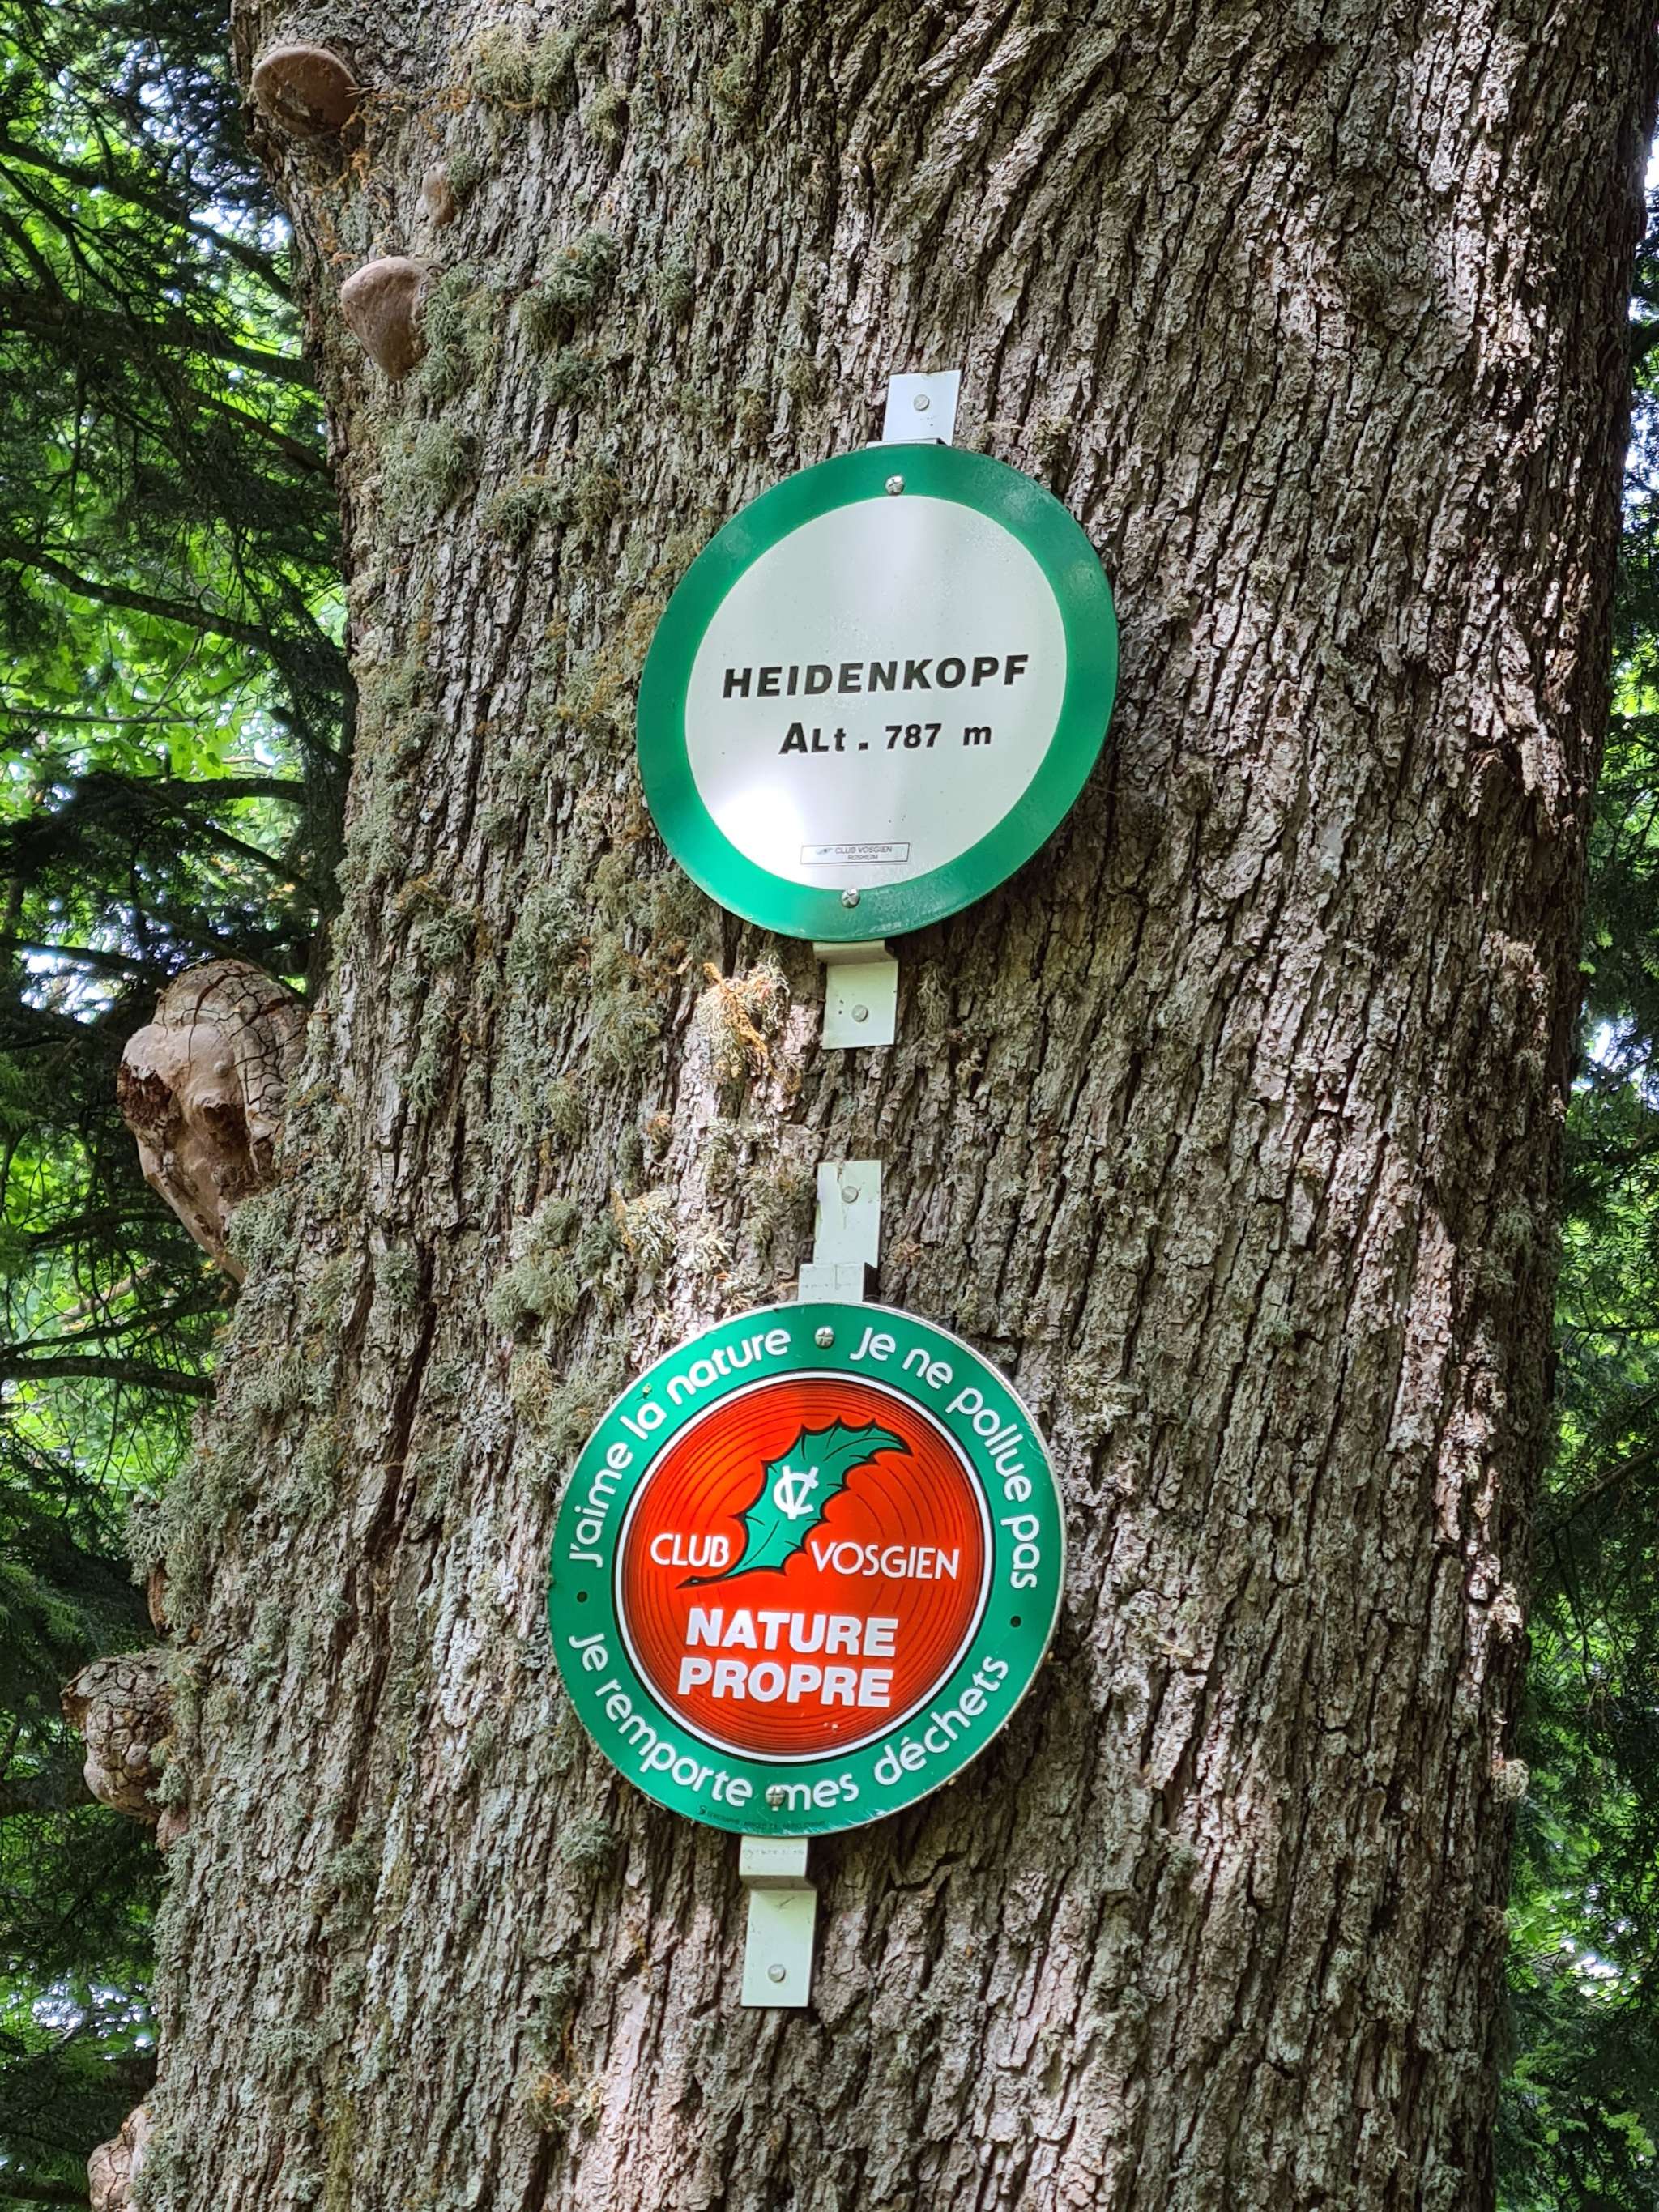 HEIDENKOPF
ALt. 787 m
CLUB VOSGIEN
ROSHEIM
J'aime la nature
Je ne pollue pas
CV
CLUB VOSGIEN
NATURE
PROPRE
Je remporte mes déchets